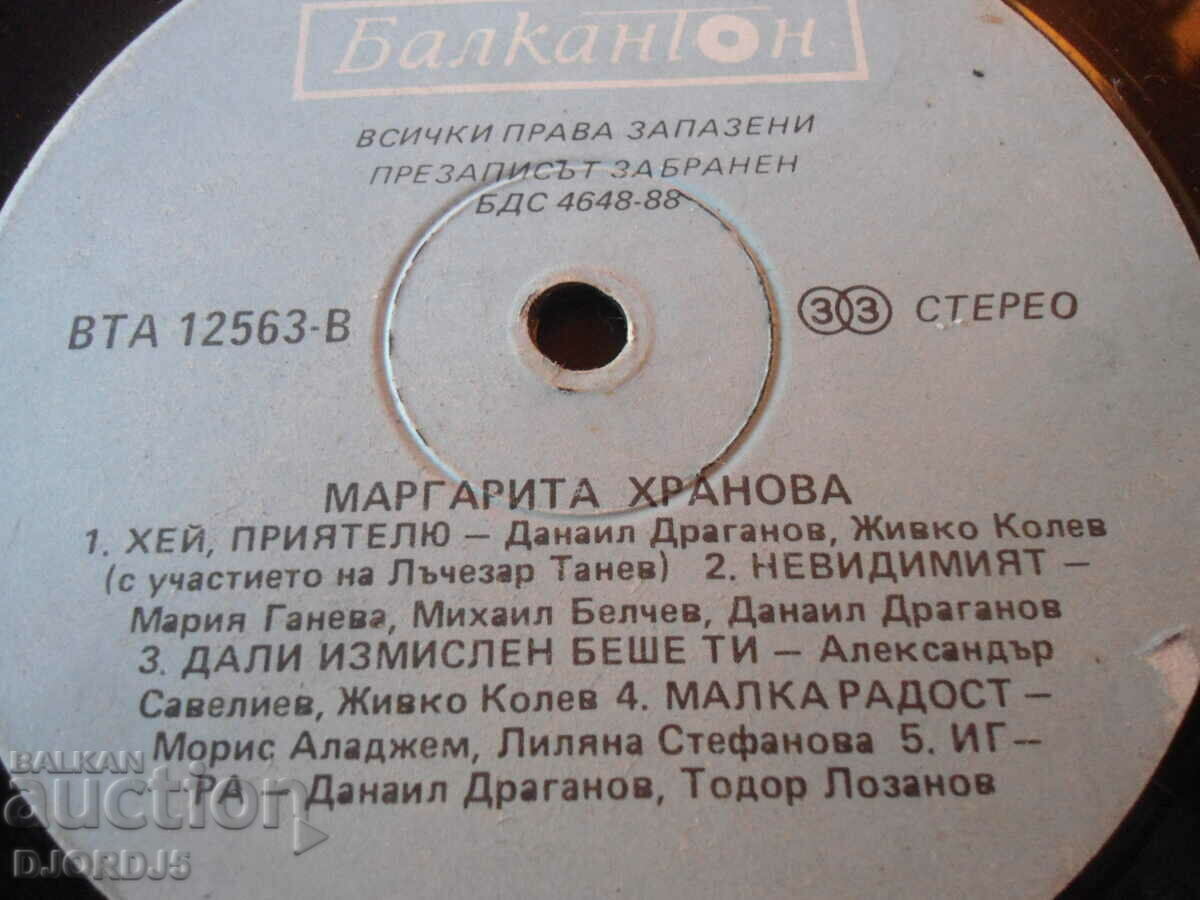 БалканТон
ВСИЧКИ ПРАВА ЗАПАЗЕНИ
ПРЕЗАПИСЪТ ЗАБРАНЕН
БДС 4648-88
ВТА 12563-В
33 СТЕРЕО
МАРГАРИТА ХРАНОВА
1. ХЕЙ, ПРИЯТЕЛЮ – Данаил Драганов, Живко Колев
(с участието на Лъчезар Танев) 2. НЕВИДИМИЯТ –
Мария Ганева, Михаил Белчев, Данаил Драганов
3. ДАЛИ ИЗМИСЛЕН БЕШЕ ТИ – Александър
Савелиев, Живко Колев 4. МАЛКА РАДОСТ –
Морис Аладжем, Лиляна Стефанова 5. ИГ–
РА – Данаил Драганов, Тодор Лозанов
BALKAN
auction
DJORDJ5